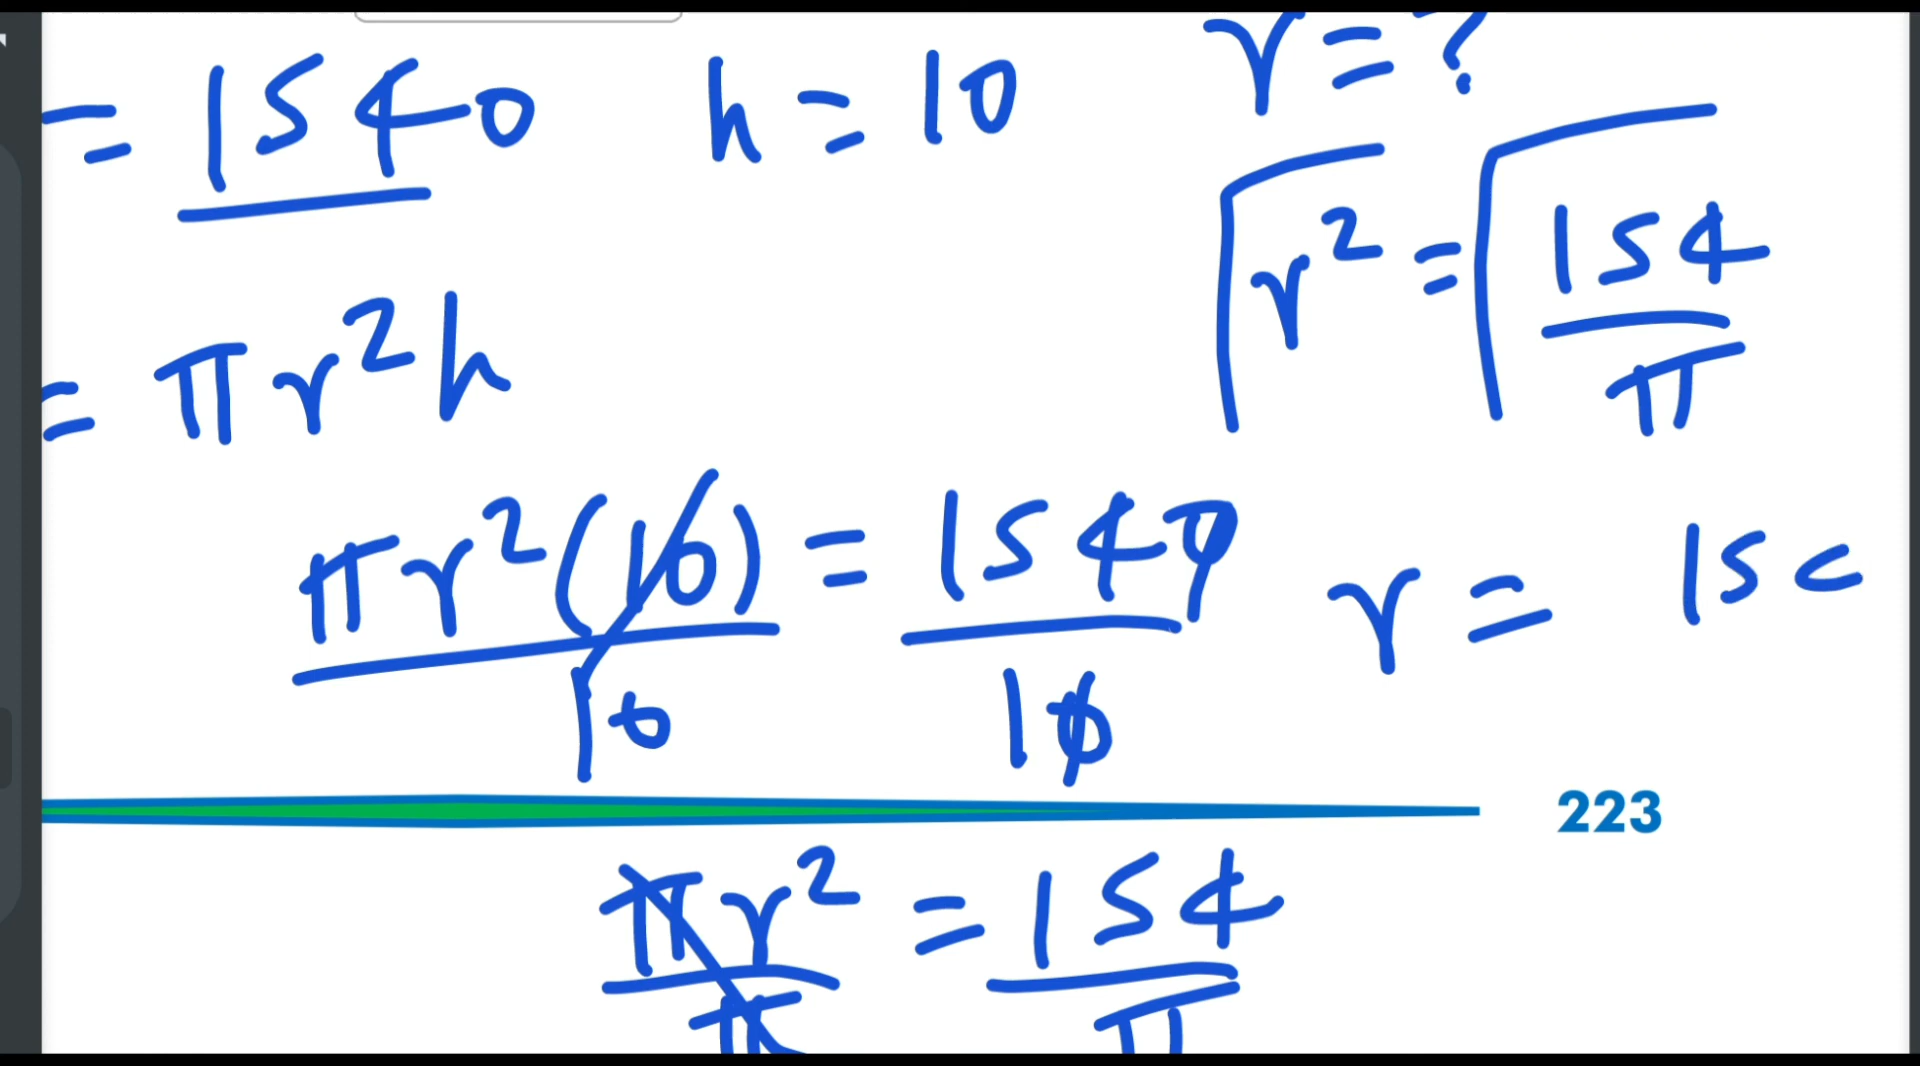 = 1540 h = 10 r = ?
= πr²h √r² = √154/π
πr²(10)/10 = 1540/10 r = 15
223
πr²/π = 154/π